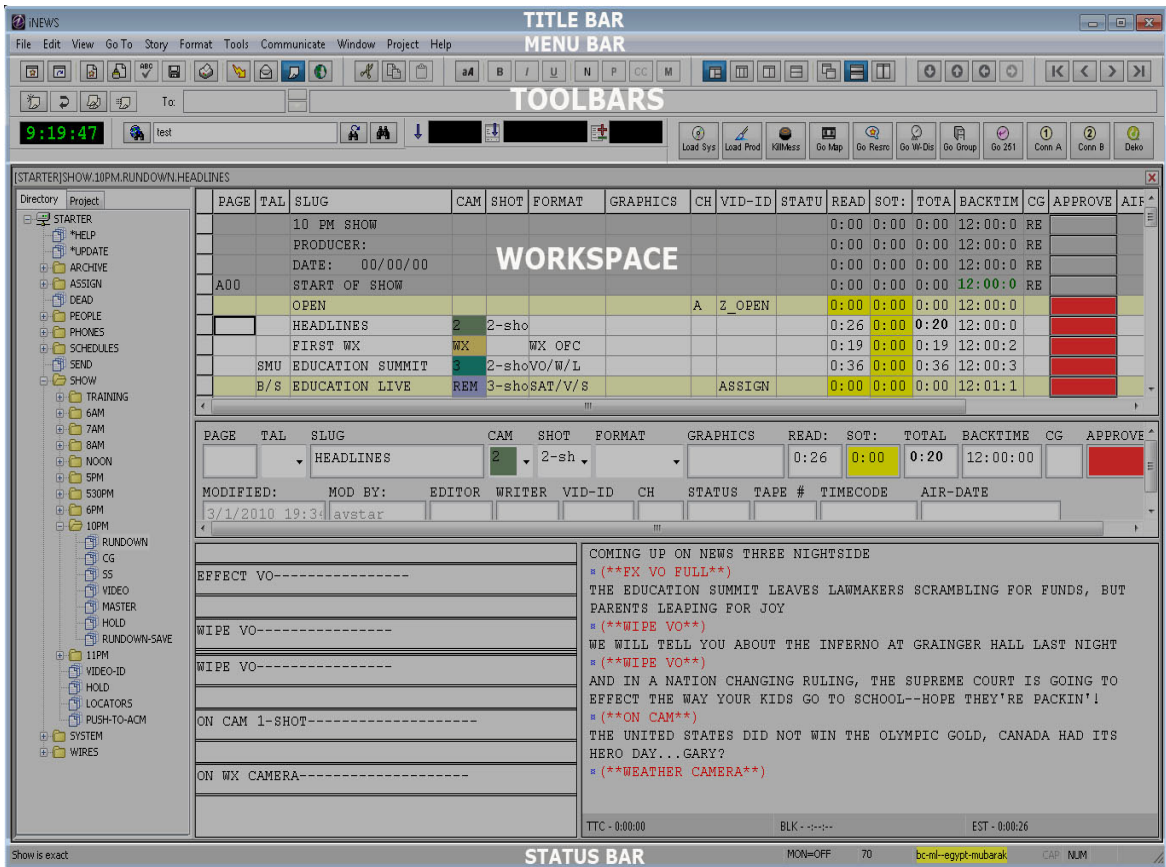 iNEWS
TITLE BAR
File Edit View Go To Story Format Tools Communicate Window Project Help
MENU BAR
ABC
aA B I U N P CC M
To:
TOOLBARS
9:19:47
test
Load Sys Load Prod KillMess Go Map Go Resrc Go W-Dis Go Group Go 251 Conn A Conn B Deko
[STARTER]SHOW.10PM.RUNDOWN.HEADLINES
Directory Project
STARTER
*HELP
*UPDATE
ARCHIVE
ASSIGN
DEAD
PEOPLE
PHONES
SCHEDULES
SEND
SHOW
TRAINING
6AM
7AM
8AM
NOON
5PM
530PM
6PM
10PM
RUNDOWN
CG
SS
VIDEO
MASTER
HOLD
RUNDOWN-SAVE
11PM
VIDEO-ID
HOLD
LOCATORS
PUSH-TO-ACM
SYSTEM
WIRES
PAGE TAL SLUG CAM SHOT FORMAT GRAPHICS CH VID-ID STATU READ SOT: TOTA BACKTIM CG APPROVE AIR
10 PM SHOW 0:00 0:00 0:00 12:00:0 RE
PRODUCER: 0:00 0:00 0:00 12:00:0 RE
DATE: 00/00/00 0:00 0:00 0:00 12:00:0 RE
WORKSPACE
A00 START OF SHOW 0:00 0:00 0:00 12:00:0 RE
OPEN A Z_OPEN 0:00 0:00 0:00 12:00:0
HEADLINES 2 2-sho 0:26 0:00 0:20 12:00:0
FIRST WX WX WX OFC 0:19 0:00 0:19 12:00:2
SMU EDUCATION SUMMIT 3 2-sho VO/W/L 0:36 0:00 0:36 12:00:3
B/S EDUCATION LIVE REM 3-sho SAT/V/S ASSIGN 0:00 0:00 0:00 12:01:1
PAGE TAL SLUG CAM SHOT FORMAT GRAPHICS READ: SOT: TOTAL BACKTIME CG APPROVE
HEADLINES 2 2-sh 0:26 0:00 0:20 12:00:00
MODIFIED: MOD BY: EDITOR WRITER VID-ID CH STATUS TAPE # TIMECODE AIR-DATE
3/1/2010 19:34 avstar
EFFECT VO----------------
WIPE VO----------------
WIPE VO----------------
ON CAM 1-SHOT--------------------
ON WX CAMERA--------------------
COMING UP ON NEWS THREE NIGHTSIDE
(**FX VO FULL**)
THE EDUCATION SUMMIT LEAVES LAWMAKERS SCRAMBLING FOR FUNDS, BUT
PARENTS LEAPING FOR JOY
(**WIPE VO**)
WE WILL TELL YOU ABOUT THE INFERNO AT GRAINGER HALL LAST NIGHT
(**WIPE VO**)
AND IN A NATION CHANGING RULING, THE SUPREME COURT IS GOING TO
EFFECT THE WAY YOUR KIDS GO TO SCHOOL--HOPE THEY'RE PACKIN'!
(**ON CAM**)
THE UNITED STATES DID NOT WIN THE OLYMPIC GOLD, CANADA HAD ITS
HERO DAY...GARY?
(**WEATHER CAMERA**)
TTC - 0:00:00 BLK - -:--:-- EST - 0:00:26
Show is exact
STATUS BAR
MON=OFF 70 bc-ml--egypt-mubarak CAP NUM